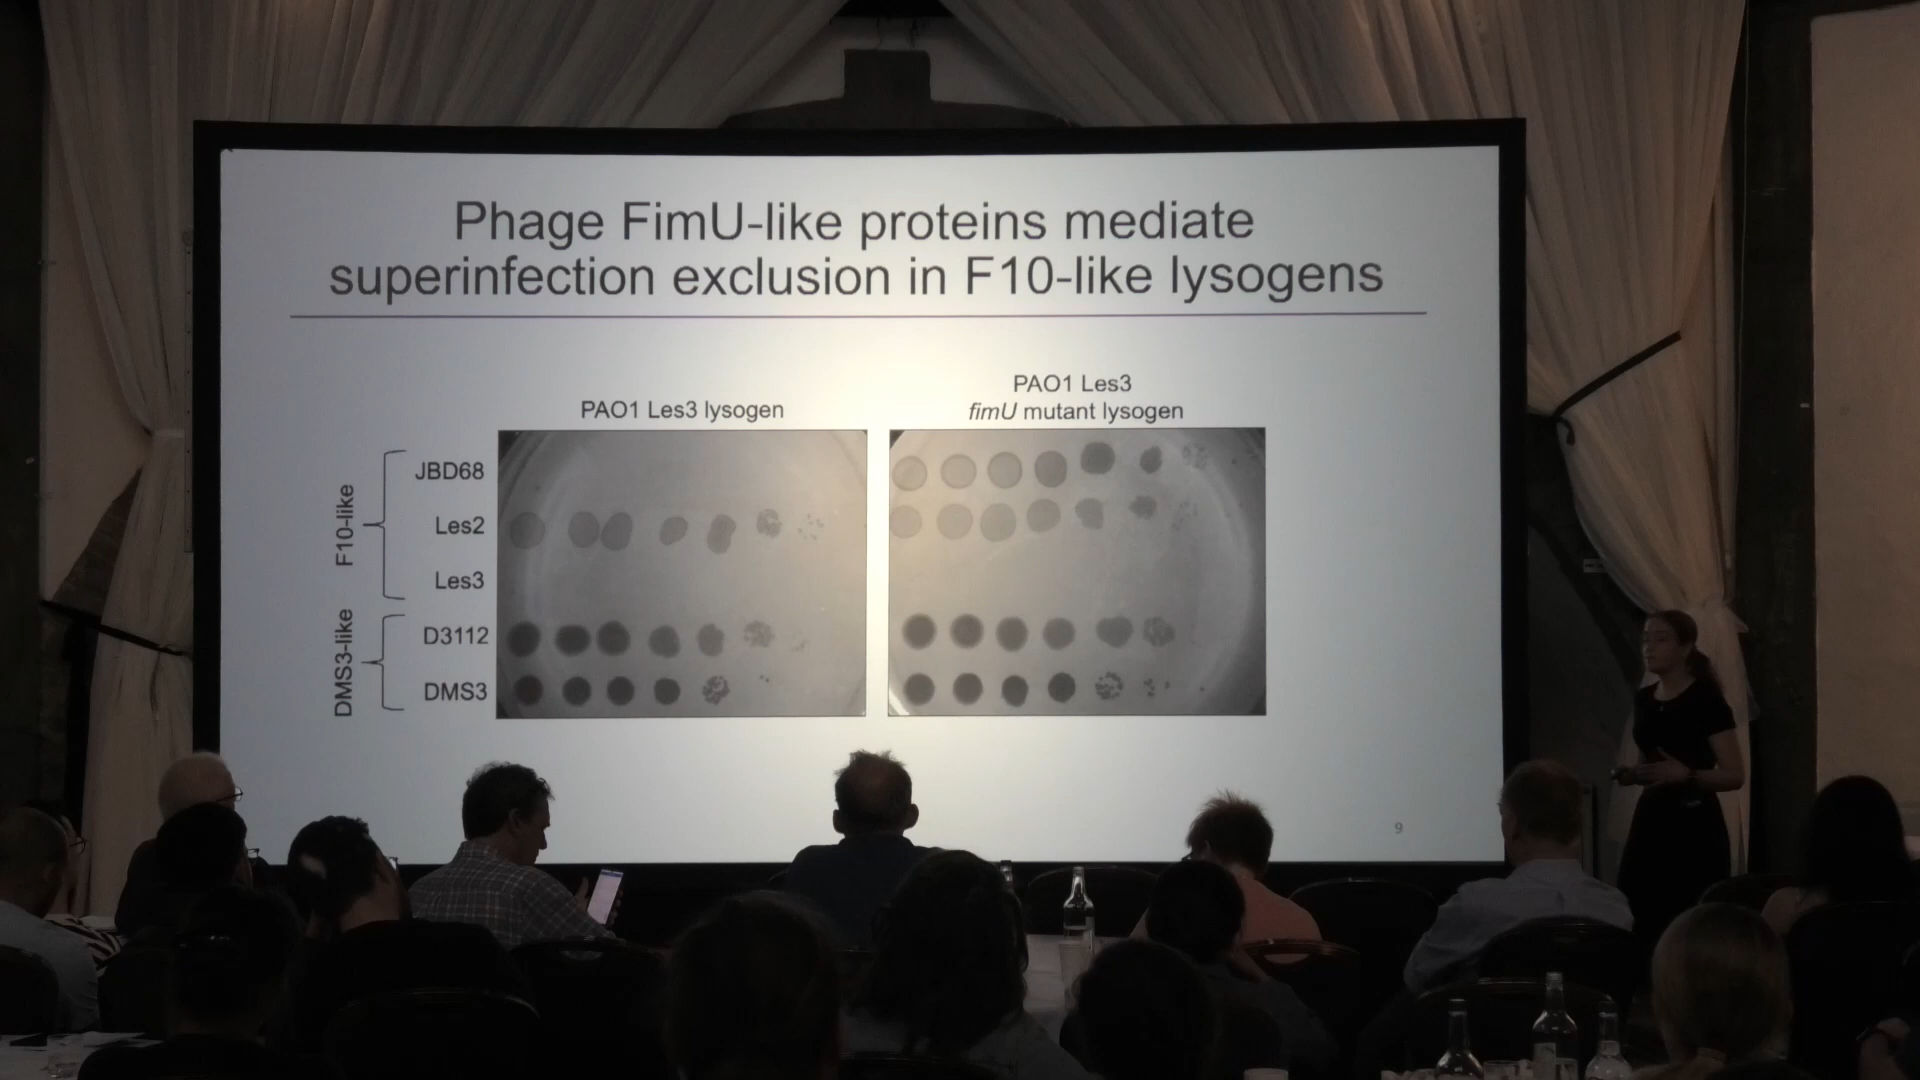 Phage FimU-like proteins mediate
superinfection exclusion in F10-like lysogens
PAO1 Les3 lysogen
PAO1 Les3
fimU mutant lysogen
F10-like
JBD68
Les2
Les3
DMS3-like
D3112
DMS3
9